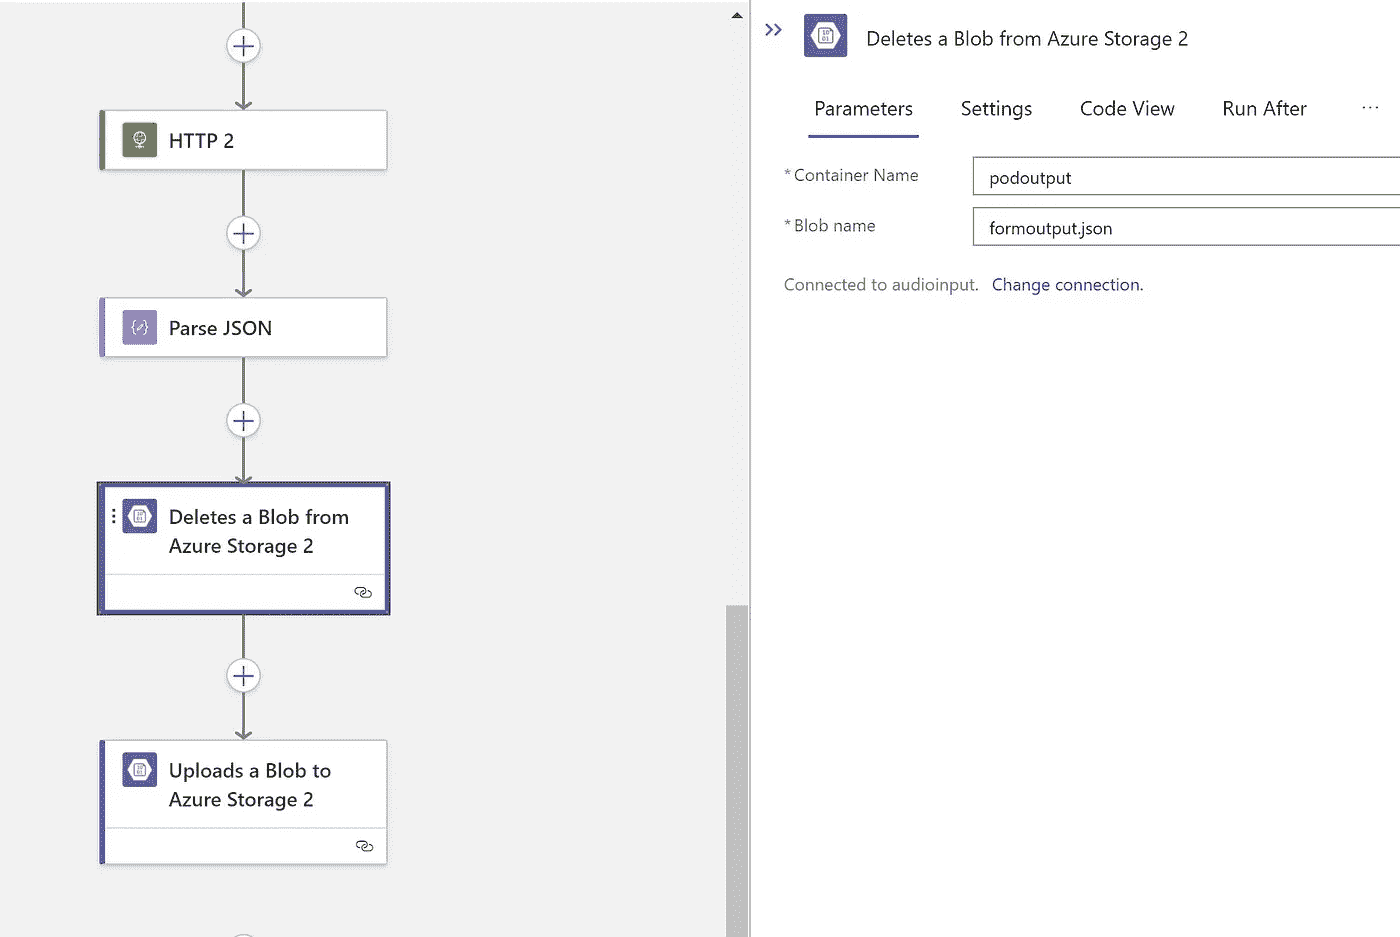 HTTP 2
Parse JSON
Deletes a Blob from
Azure Storage 2
Uploads a Blob to
Azure Storage 2
Deletes a Blob from Azure Storage 2
Parameters Settings Code View Run After ...
* Container Name podoutput
* Blob name formoutput.json
Connected to audioinput. Change connection.